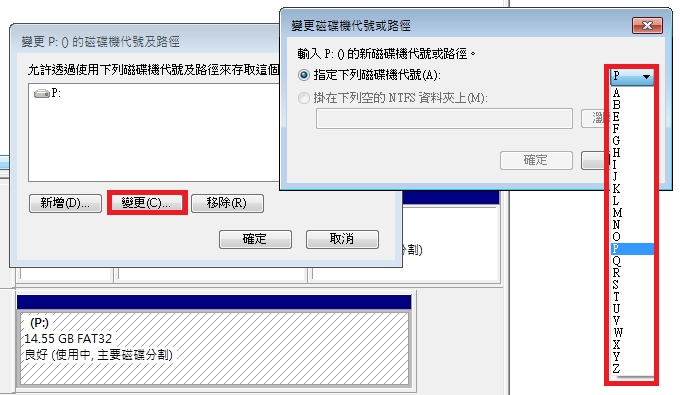 變更 P: () 的磁碟機代號及路徑
允許透過使用下列磁碟機代號及路徑來存取這個
P:
新增(D)...
變更(C)...
移除(R)
確定
取消
變更磁碟機代號或路徑
輸入 P: () 的新磁碟機代號或路徑。
指定下列磁碟機代號(A):
掛在下列空的 NTFS 資料夾上(M):
瀏
確定
P
A
B
E
F
G
H
I
J
K
L
M
N
O
P
Q
R
S
T
U
V
W
X
Y
Z
割)
(P:)
14.55 GB FAT32
良好 (使用中, 主要磁碟分割)